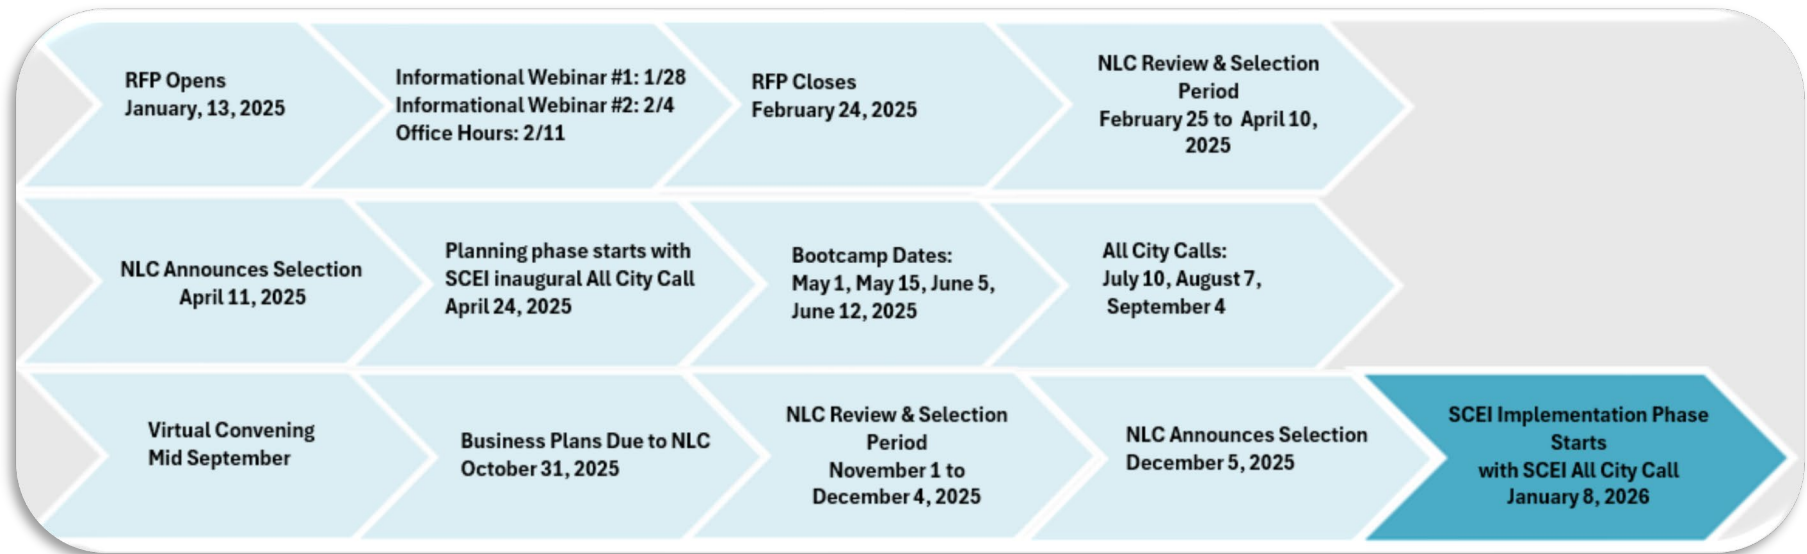 RFP Opens
January, 13, 2025
Informational Webinar #1: 1/28
Informational Webinar #2: 2/4
Office Hours: 2/11
RFP Closes
February 24, 2025
NLC Review & Selection
Period
February 25 to April 10,
2025
NLC Announces Selection
April 11, 2025
Planning phase starts with
SCEI inaugural All City Call
April 24, 2025
Bootcamp Dates:
May 1, May 15, June 5,
June 12, 2025
All City Calls:
July 10, August 7,
September 4
Virtual Convening
Mid September
Business Plans Due to NLC
October 31, 2025
NLC Review & Selection
Period
November 1 to
December 4, 2025
NLC Announces Selection
December 5, 2025
SCEI Implementation Phase
Starts
with SCEI All City Call
January 8, 2026